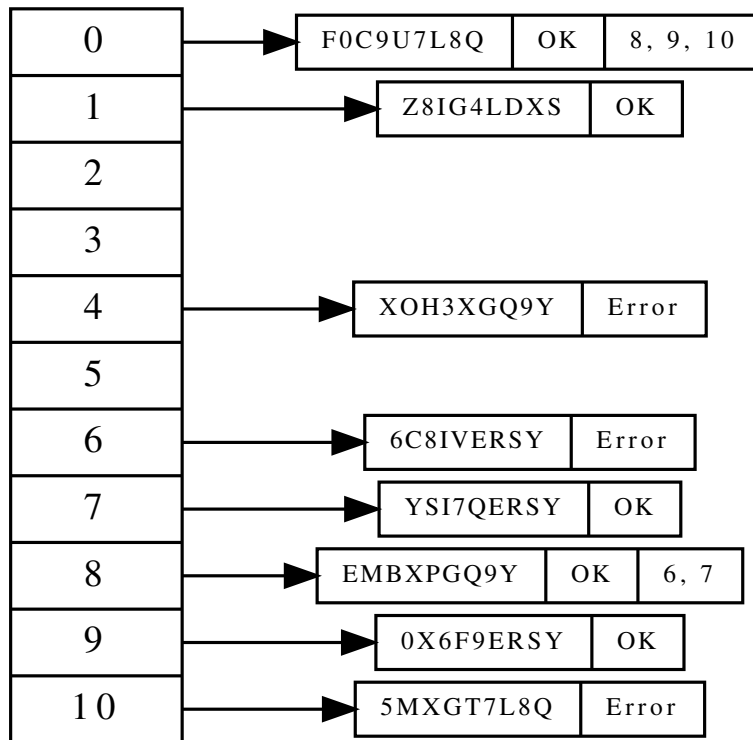 0 F0C9U7L8Q OK 8, 9, 10
1 Z8IG4LDXS OK
2
3
4 XOH3XGQ9Y Error
5
6 6C8IVERSY Error
7 YSI7QERSY OK
8 EMBXPGQ9Y OK 6, 7
9 0X6F9ERSY OK
10 5MXGT7L8Q Error